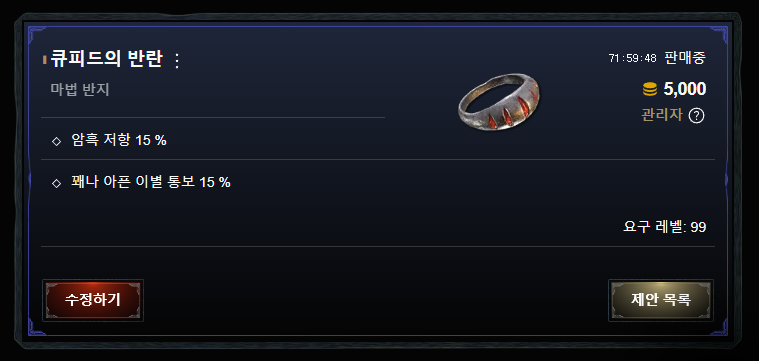 큐피드의 반란
71:59:48 판매중
마법 반지
5,000
관리자 ?
암흑 저항 15 %
꽤나 아픈 이별 통보 15 %
요구 레벨: 99
수정하기
제안 목록